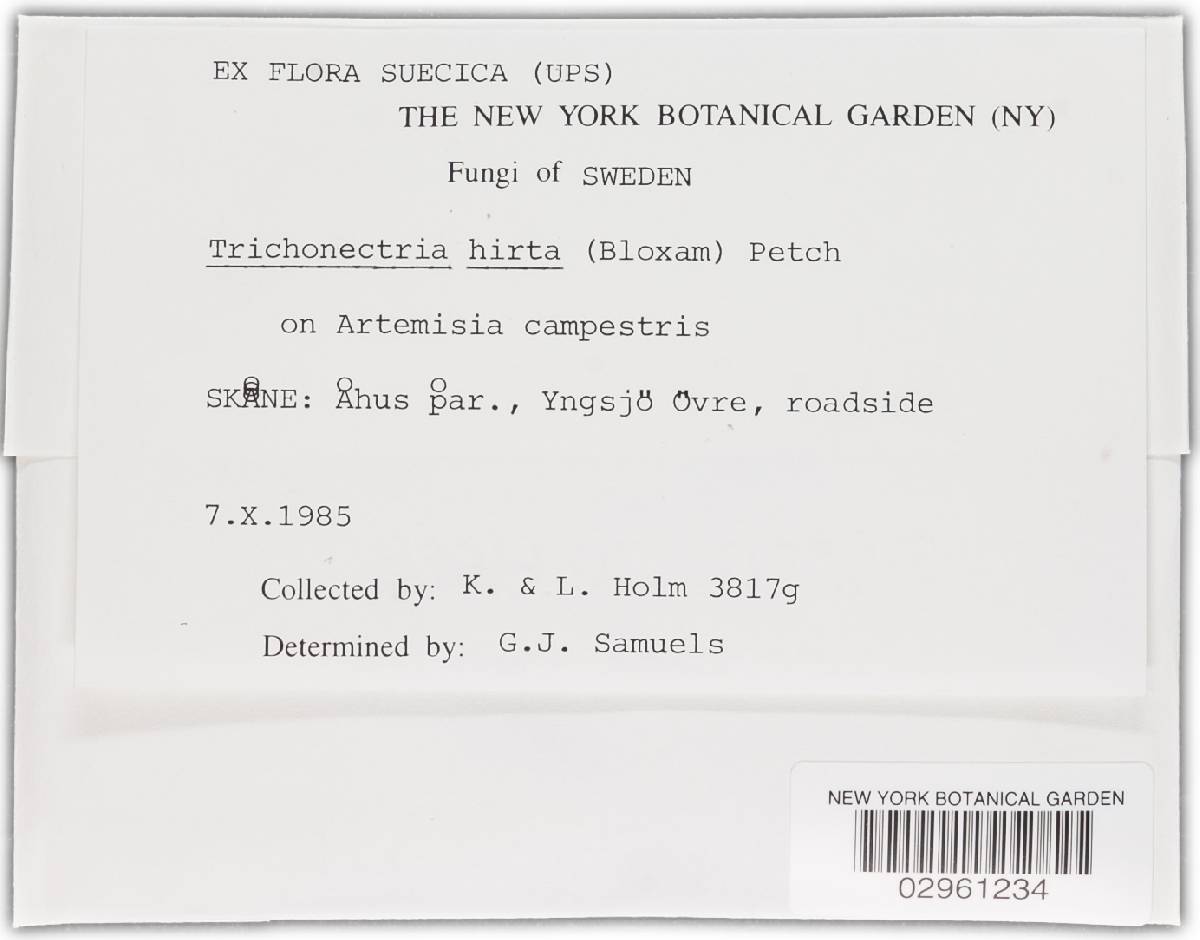 EX FLORA SUECICA (UPS)
THE NEW YORK BOTANICAL GARDEN (NY)
Fungi of SWEDEN
Trichonectria hirta (Bloxam) Petch
on Artemisia campestris
SKÅNE: Åhus p̊ar., Yngsjö Övre, roadside
7.X.1985
Collected by: K. & L. Holm 3817g
Determined by: G.J. Samuels
NEW YORK BOTANICAL GARDEN
02961234